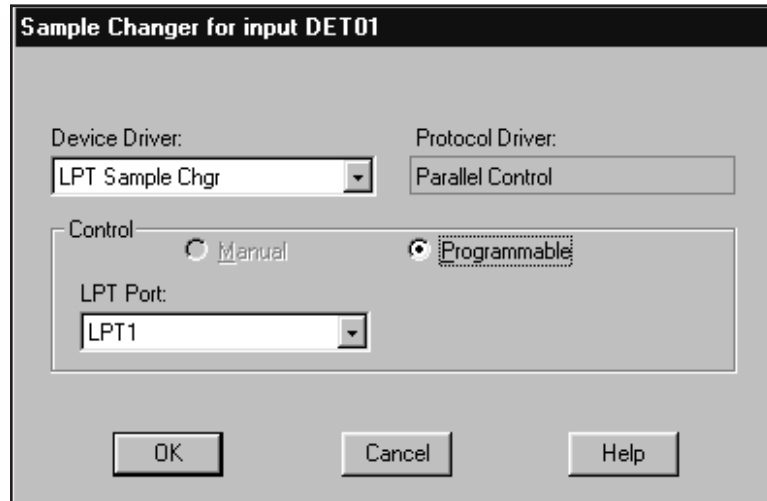 Sample Changer for input DET01
Device Driver: Protocol Driver:
LPT Sample Chgr Parallel Control
Control
Manual Programmable
LPT Port:
LPT1
OK Cancel Help